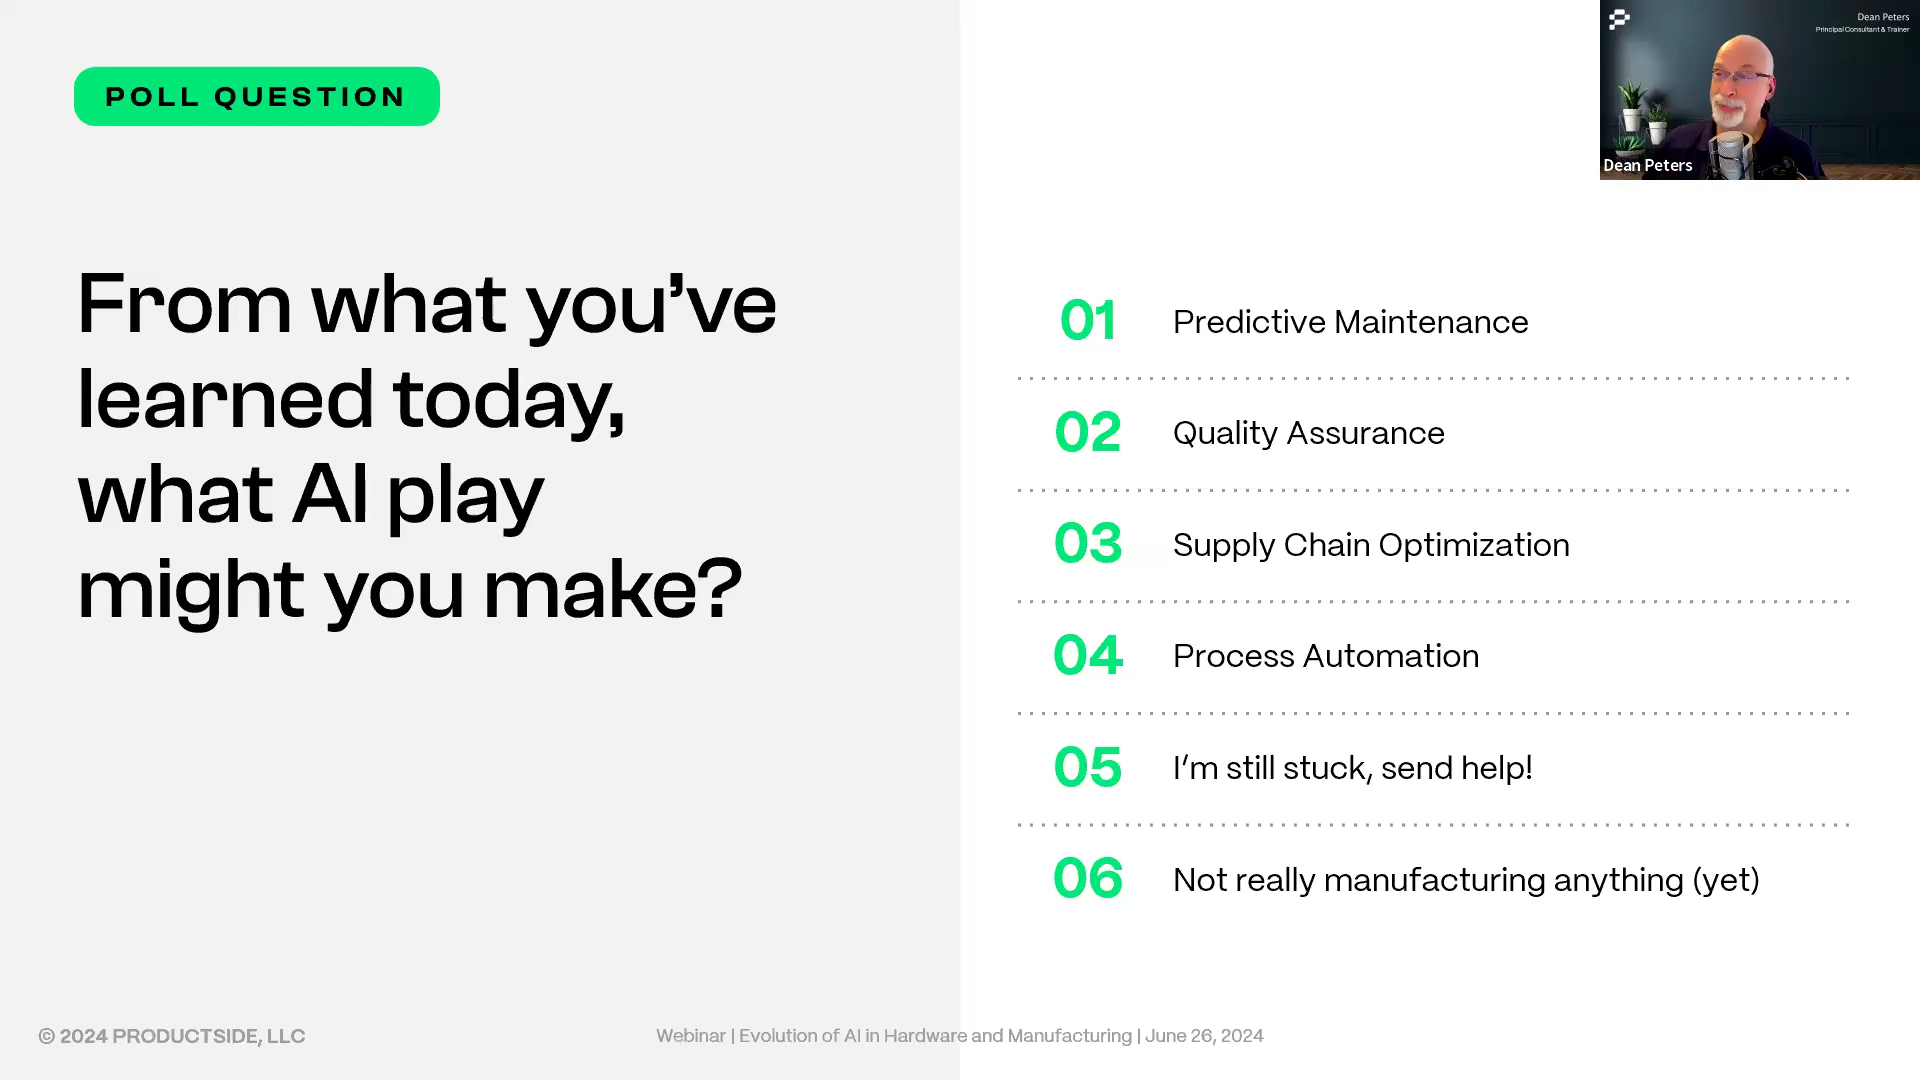 POLL QUESTION
From what you’ve
learned today,
what AI play
might you make?
01 Predictive Maintenance
02 Quality Assurance
03 Supply Chain Optimization
04 Process Automation
05 I’m still stuck, send help!
06 Not really manufacturing anything (yet)
Dean Peters
Principal Consultant & Trainer
Dean Peters
© 2024 PRODUCTSIDE, LLC
Webinar | Evolution of AI in Hardware and Manufacturing | June 26, 2024